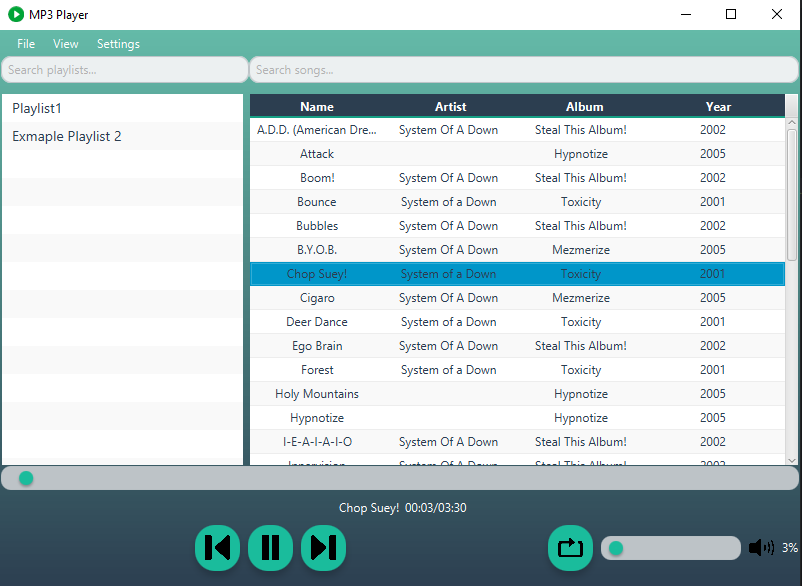 MP3 Player
File View Settings
Search playlists... Search songs...
Playlist1
Exmaple Playlist 2
Name Artist Album Year
A.D.D. (American Dre... System Of A Down Steal This Album! 2002
Attack Hypnotize 2005
Boom! System Of A Down Steal This Album! 2002
Bounce System of a Down Toxicity 2001
Bubbles System Of A Down Steal This Album! 2002
B.Y.O.B. System Of A Down Mezmerize 2005
Chop Suey! System of a Down Toxicity 2001
Cigaro System Of A Down Mezmerize 2005
Deer Dance System of a Down Toxicity 2001
Ego Brain System Of A Down Steal This Album! 2002
Forest System of a Down Toxicity 2001
Holy Mountains Hypnotize 2005
Hypnotize Hypnotize 2005
I-E-A-I-A-I-O System Of A Down Steal This Album! 2002
Innervision System Of A Down Steal This Album! 2002
Chop Suey! 00:03/03:30
3%